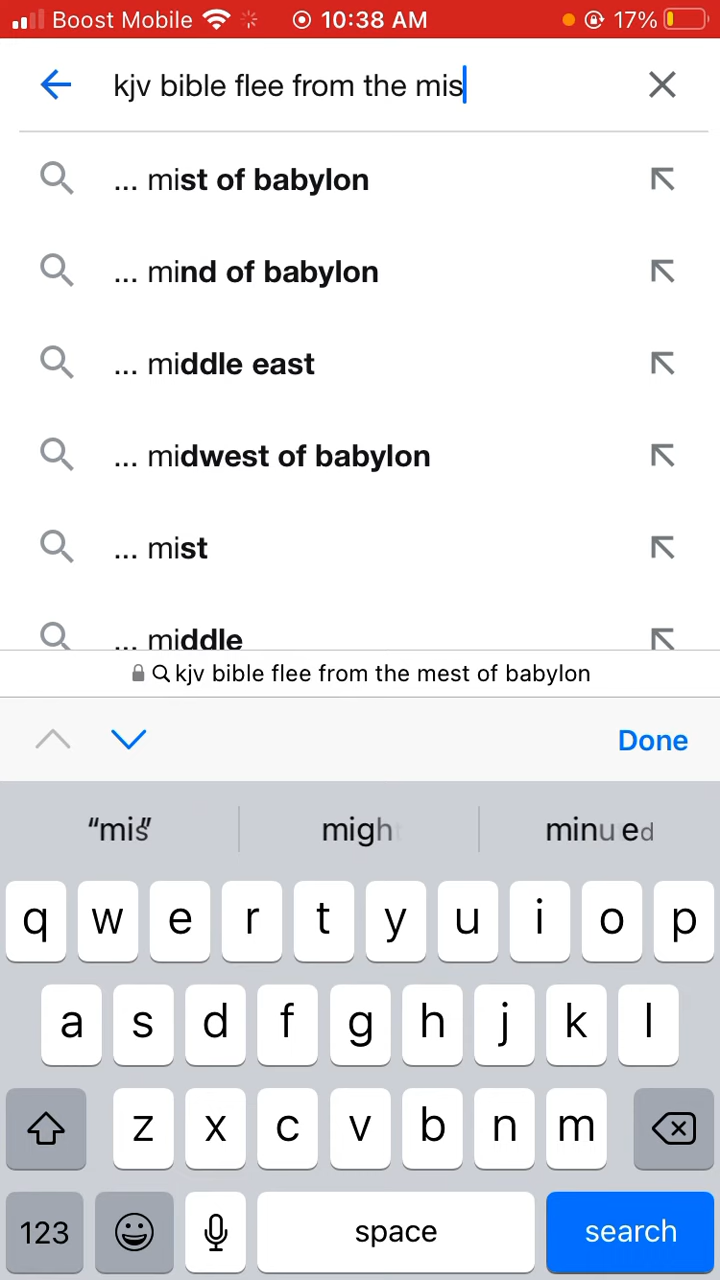 Boost Mobile 10:38 AM 17%
kjv bible flee from the mis
... mist of babylon
... mind of babylon
... middle east
... midwest of babylon
... mist
... middle
kjv bible flee from the mest of babylon
Done
“mis” migh minued
q w e r t y u i o p
a s d f g h j k l
z x c v b n m
123 space search